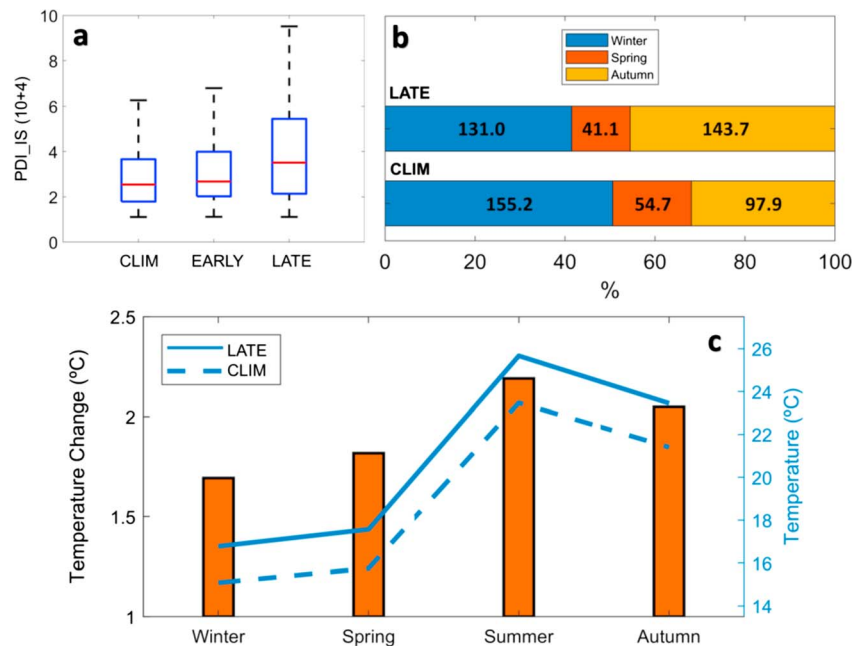 a
PDI_IS (10+4)
10
8
6
4
2
0
CLIM EARLY LATE
b
Winter
Spring
Autumn
LATE
131.0 41.1 143.7
CLIM
155.2 54.7 97.9
0 20 40 60 80 100
%
c
LATE
CLIM
Temperature Change (ºC)
2.5
2
1.5
1
Temperature (ºC)
26
24
22
20
18
16
14
Winter Spring Summer Autumn